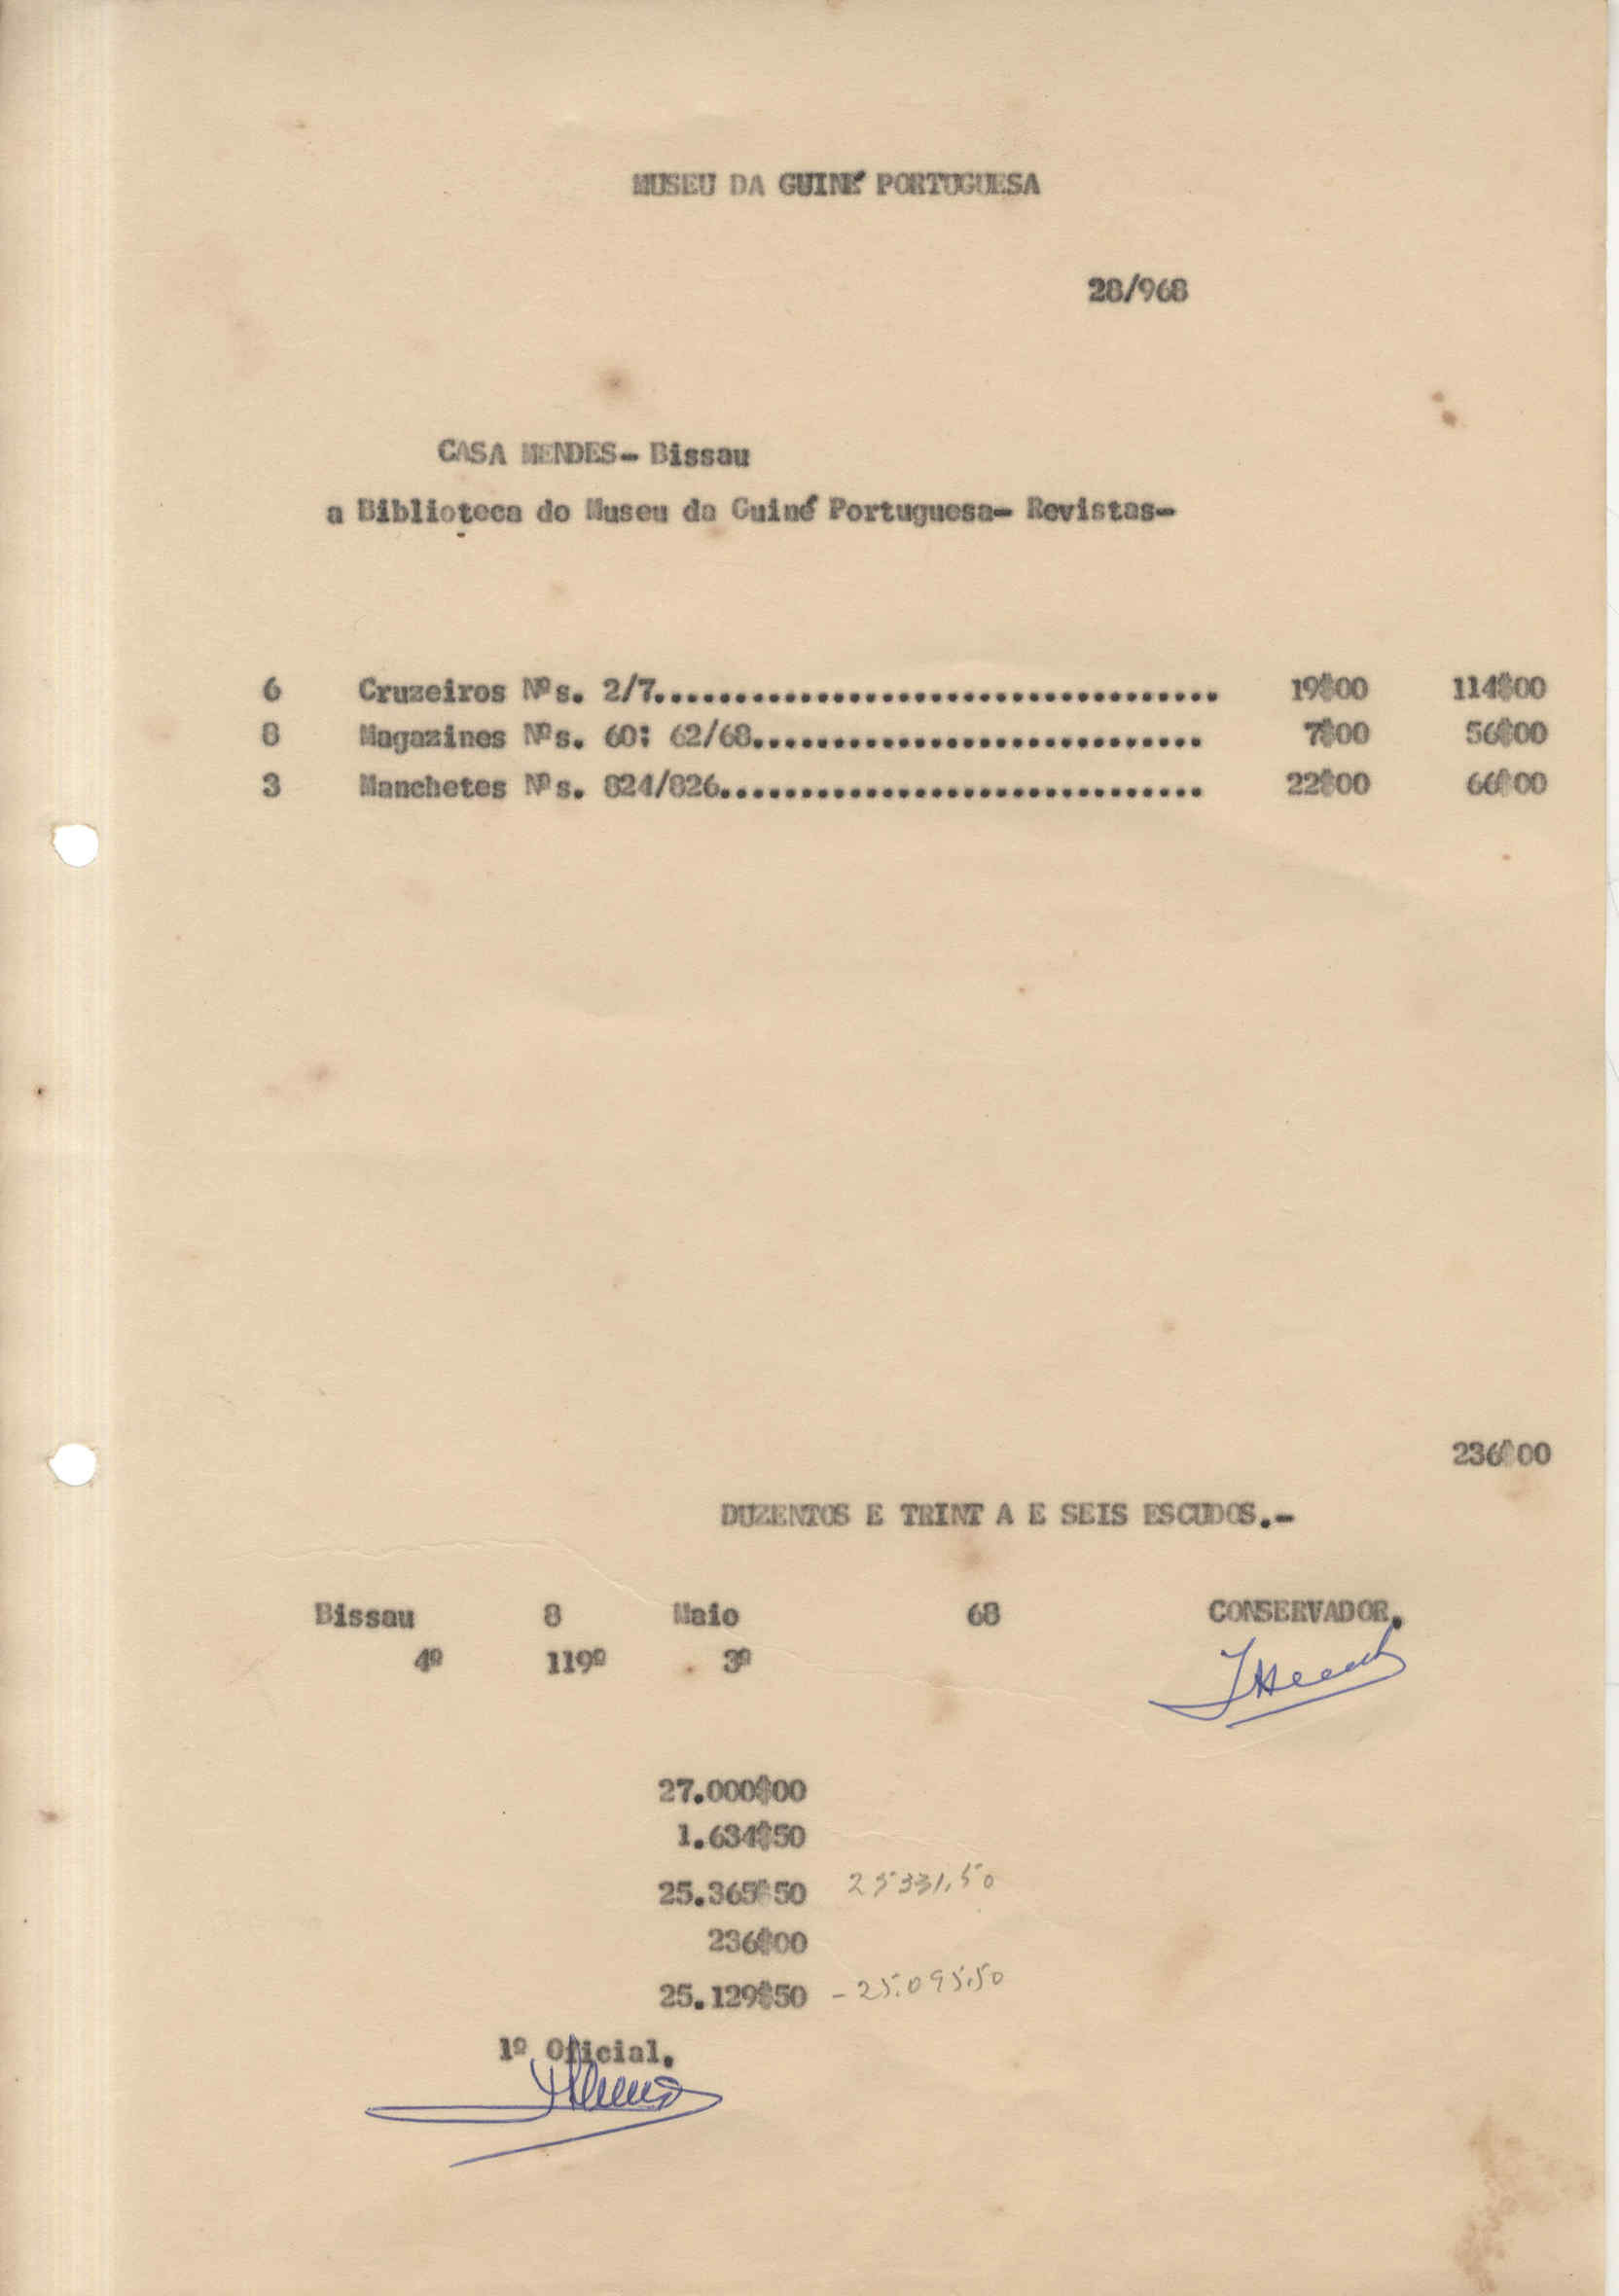 MUSEU DA GUINÉ PORTUGUESA
28/968
CASA MENDES- Bissau
a Biblioteca do Museu da Guiné Portuguesa- Revistas-
6 Cruzeiros Nºs. 2/7................................... 19$00 114$00
8 Magazines Nºs. 60; 62/68............................ 7$00 56$00
3 Manchetes Nºs. 824/826.............................. 22$00 66$00
236$00
DUZENTOS E TRINT A E SEIS ESCUDOS.-
Bissau 8 Maio 68 CONSERVADOR.
4º 119º 3º
27.000$00
1.634$50
25.365$50 25331,50
236$00
25.129$50 - 25.095,50
1º Oficial.